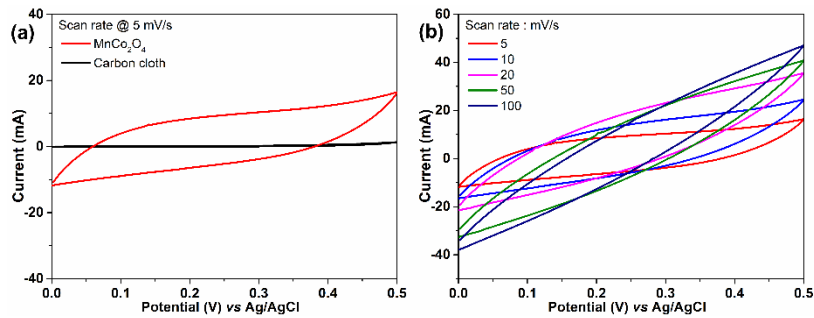 (a)
Scan rate @ 5 mV/s
MnCo₂O₄
Carbon cloth
Current (mA)
40
20
0
-20
-40
0.0 0.1 0.2 0.3 0.4 0.5
Potential (V) vs Ag/AgCl
(b)
Scan rate : mV/s
5
10
20
50
100
Current (mA)
60
40
20
0
-20
-40
0.0 0.1 0.2 0.3 0.4 0.5
Potential (V) vs Ag/AgCl